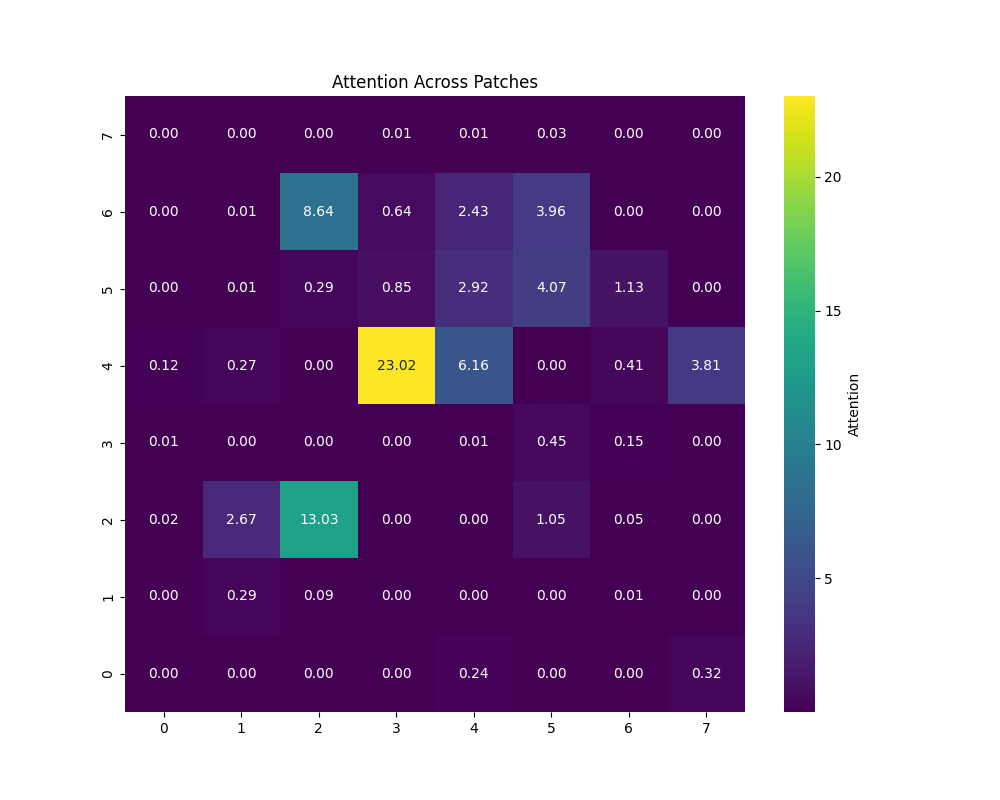 Attention Across Patches
7 0.00 0.00 0.00 0.01 0.01 0.03 0.00 0.00
6 0.00 0.01 8.64 0.64 2.43 3.96 0.00 0.00
5 0.00 0.01 0.29 0.85 2.92 4.07 1.13 0.00
4 0.12 0.27 0.00 23.02 6.16 0.00 0.41 3.81
3 0.01 0.00 0.00 0.00 0.01 0.45 0.15 0.00
2 0.02 2.67 13.03 0.00 0.00 1.05 0.05 0.00
1 0.00 0.29 0.09 0.00 0.00 0.00 0.01 0.00
0 0.00 0.00 0.00 0.00 0.24 0.00 0.00 0.32
0 1 2 3 4 5 6 7
20
15
10
5
Attention